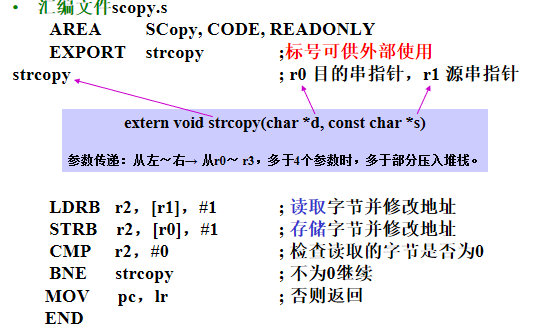 • 汇编文件scopy.s
AREA SCopy, CODE, READONLY
EXPORT strcopy ;标号可供外部使用
strcopy ; r0 目的串指针，r1 源串指针
extern void strcopy(char *d, const char *s)
参数传递：从左～右→ 从r0～ r3，多于4个参数时，多于部分压入堆栈。
LDRB r2，[r1]，#1 ; 读取字节并修改地址
STRB r2，[r0]，#1 ; 存储字节并修改地址
CMP r2，#0 ; 检查读取的字节是否为0
BNE strcopy ; 不为0继续
MOV pc，lr ; 否则返回
END